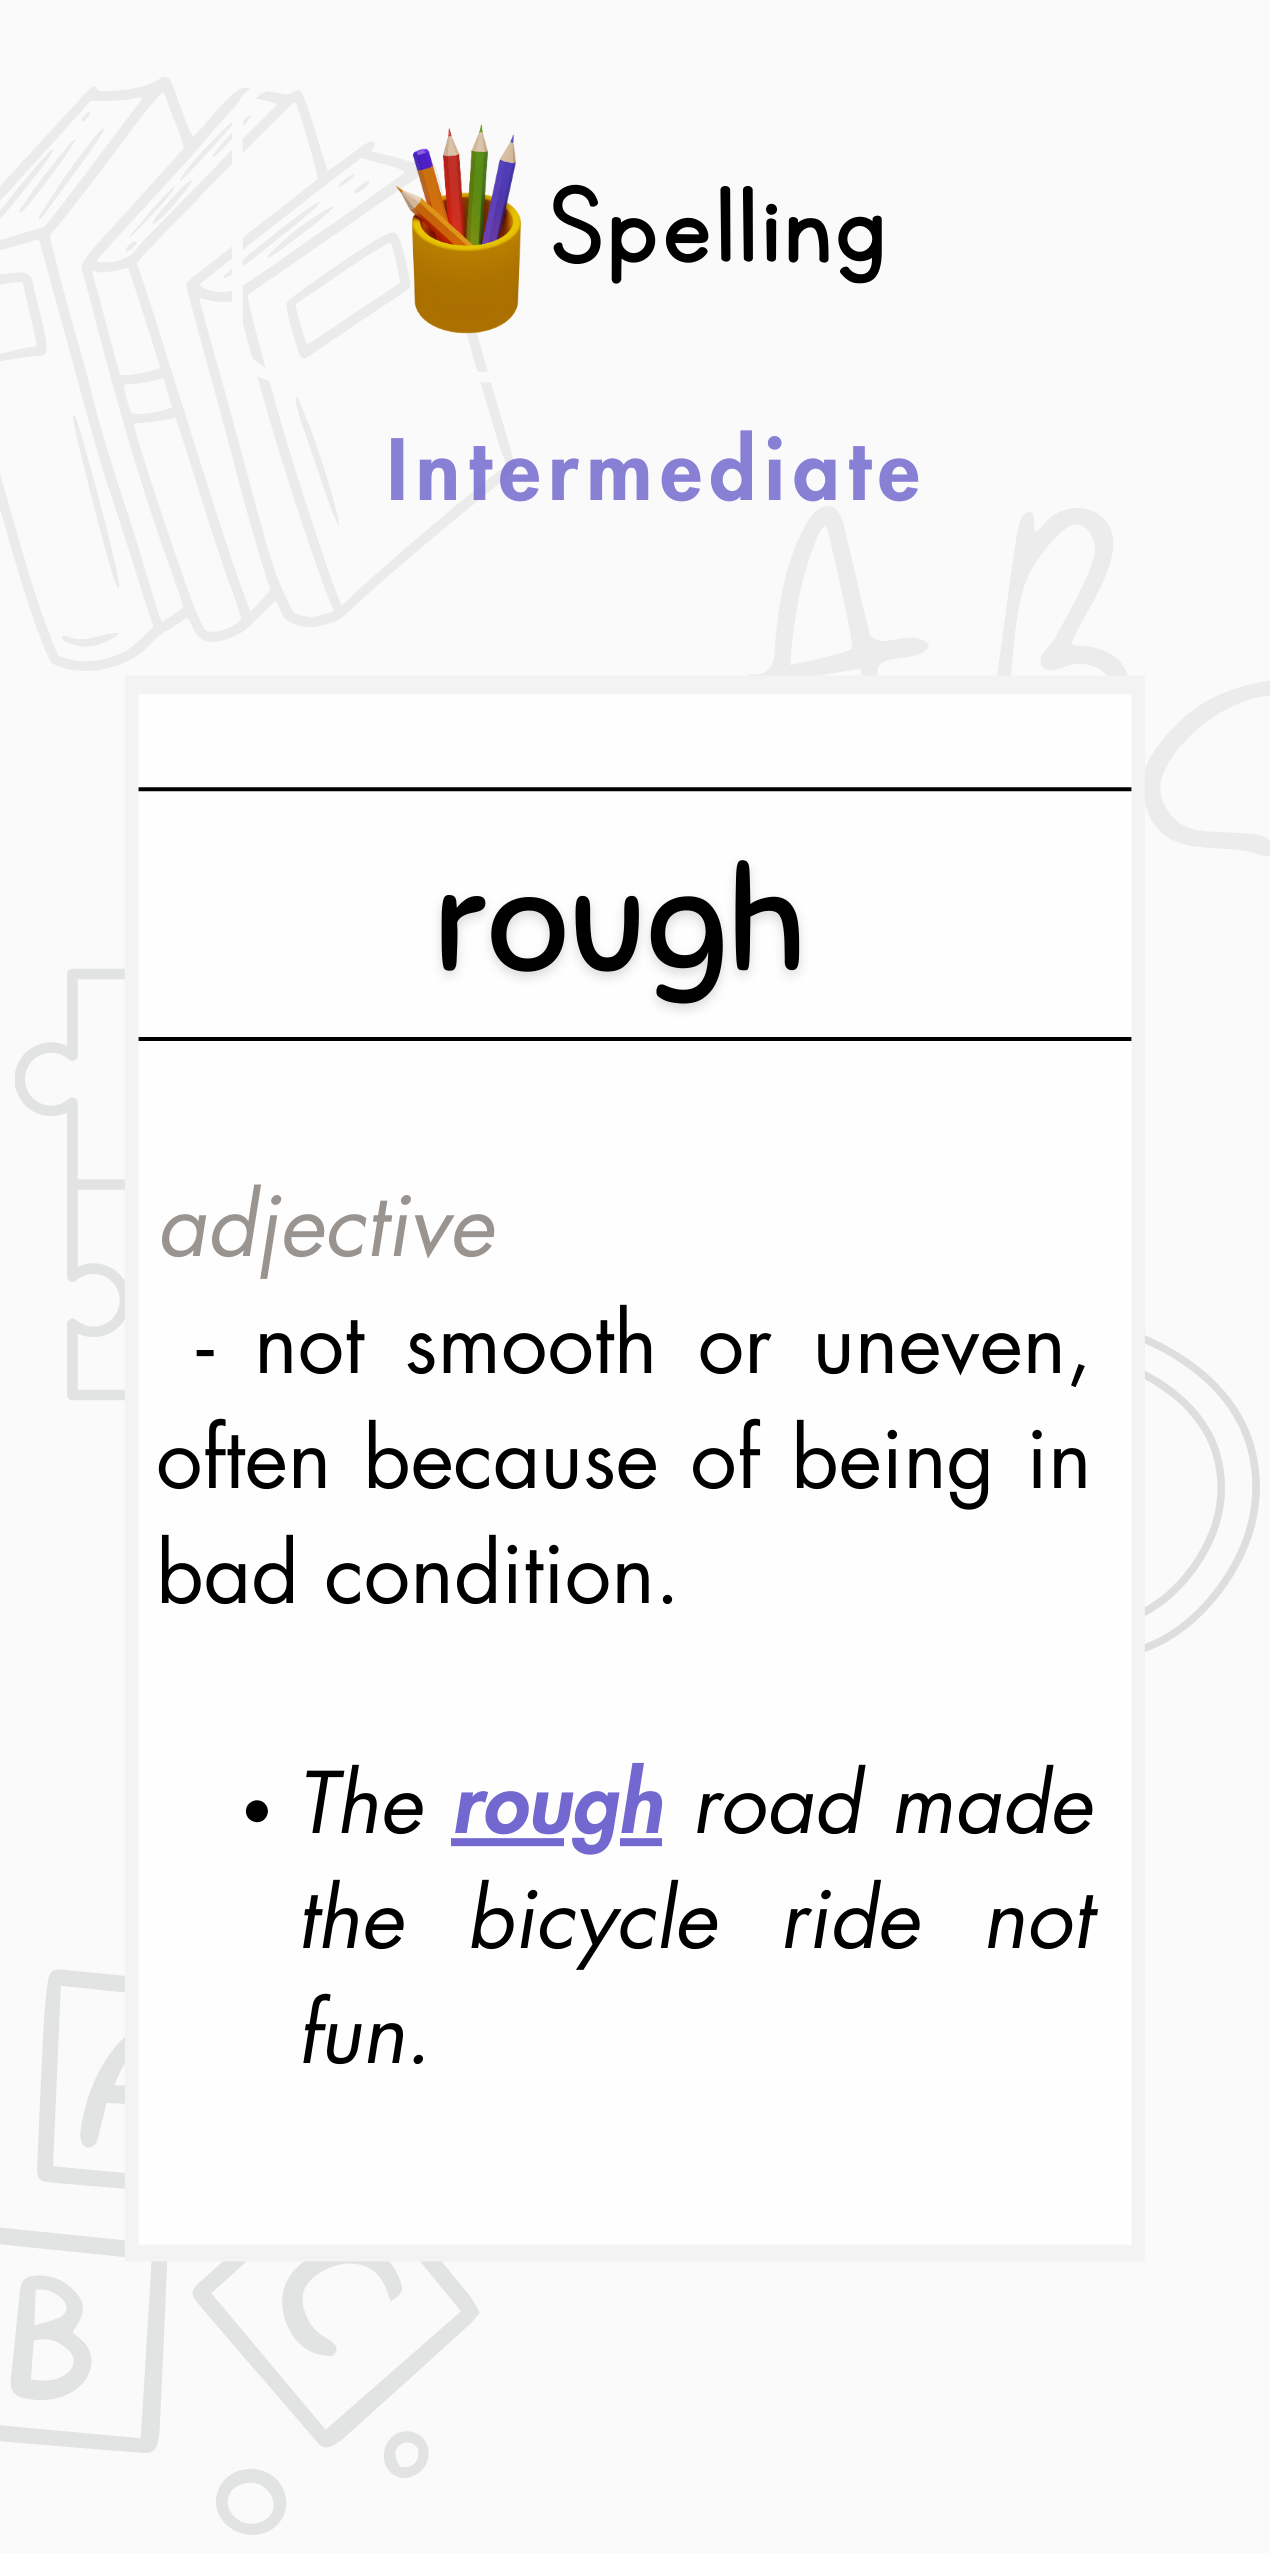 Spelling
Intermediate
A B C
rough
adjective
- not smooth or uneven,
often because of being in
bad condition.
• The rough road made
the bicycle ride not
fun.
A
B
C